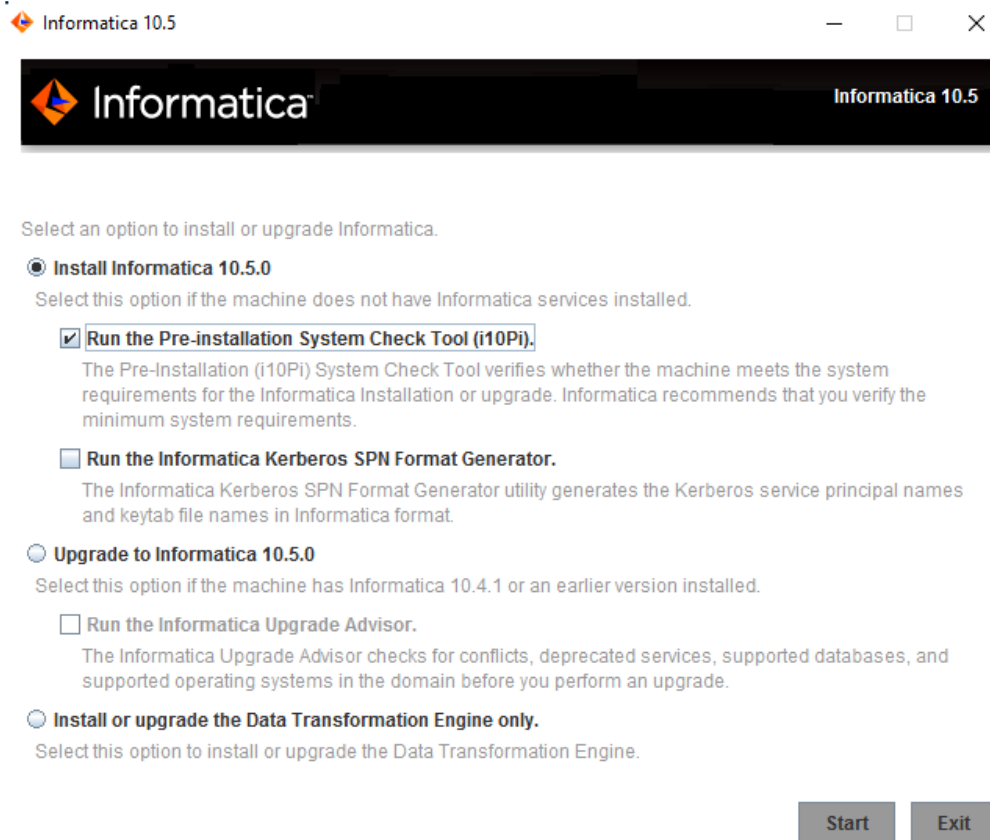 Informatica 10.5
Informatica™
Informatica 10.5
Select an option to install or upgrade Informatica.
Install Informatica 10.5.0
Select this option if the machine does not have Informatica services installed.
Run the Pre-installation System Check Tool (i10Pi).
The Pre-Installation (i10Pi) System Check Tool verifies whether the machine meets the system
requirements for the Informatica Installation or upgrade. Informatica recommends that you verify the
minimum system requirements.
Run the Informatica Kerberos SPN Format Generator.
The Informatica Kerberos SPN Format Generator utility generates the Kerberos service principal names
and keytab file names in Informatica format.
Upgrade to Informatica 10.5.0
Select this option if the machine has Informatica 10.4.1 or an earlier version installed.
Run the Informatica Upgrade Advisor.
The Informatica Upgrade Advisor checks for conflicts, deprecated services, supported databases, and
supported operating systems in the domain before you perform an upgrade.
Install or upgrade the Data Transformation Engine only.
Select this option to install or upgrade the Data Transformation Engine.
Start Exit